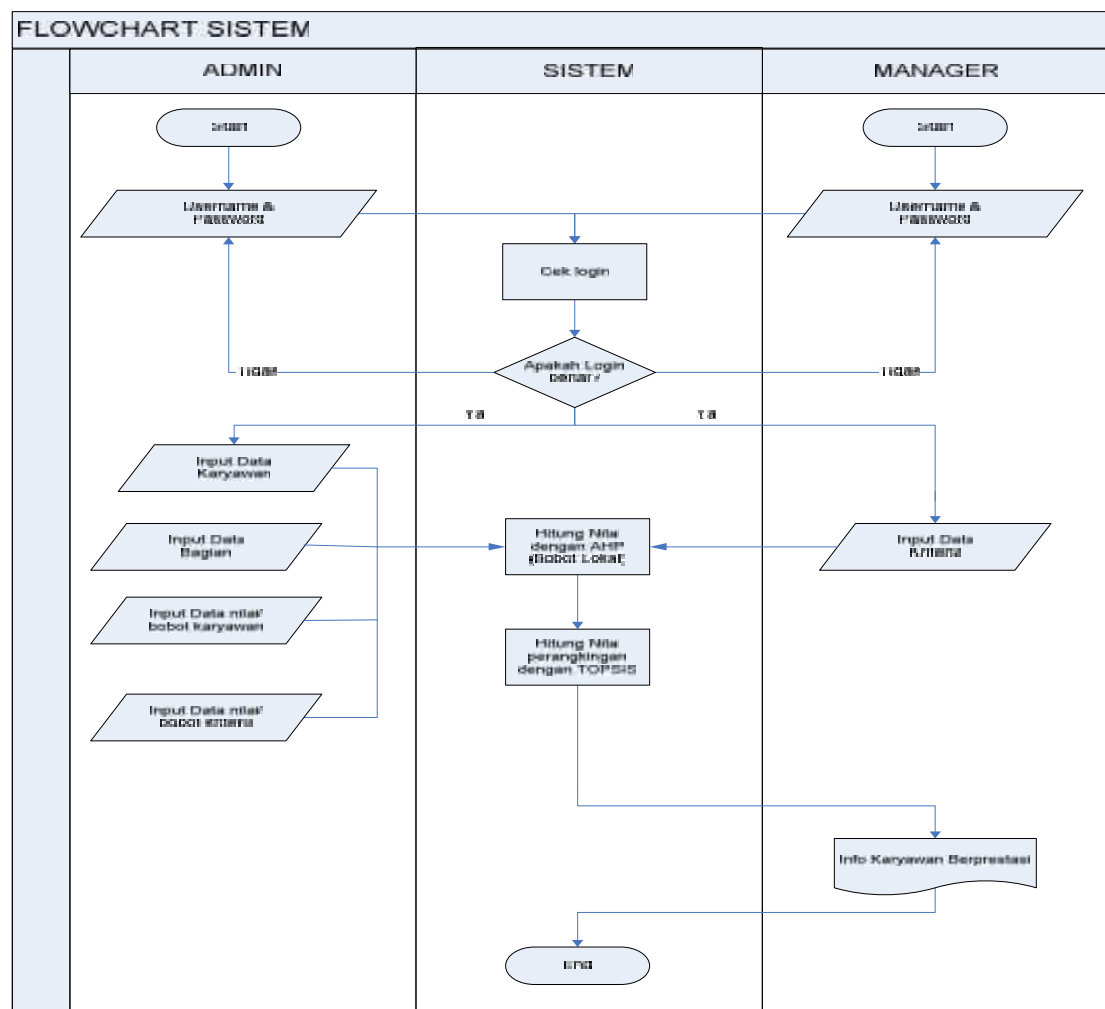 FLOWCHART SISTEM
ADMIN
SISTEM
MANAGER
Start
Start
Username &
Password
Username &
Password
Cek login
Apakah Login
benar?
Tidak
Tidak
Ya
Ya
Input Data
Karyawan
Input Data
Bagian
Hitung Nilai
dengan AHP
(Bobot Lokal)
Input Data
Kriteria
Input Data nilai/
bobot karyawan
Hitung Nilai
perangkingan
dengan TOPSIS
Input Data nilai/
bobot kriteria
Info Karyawan Berprestasi
End